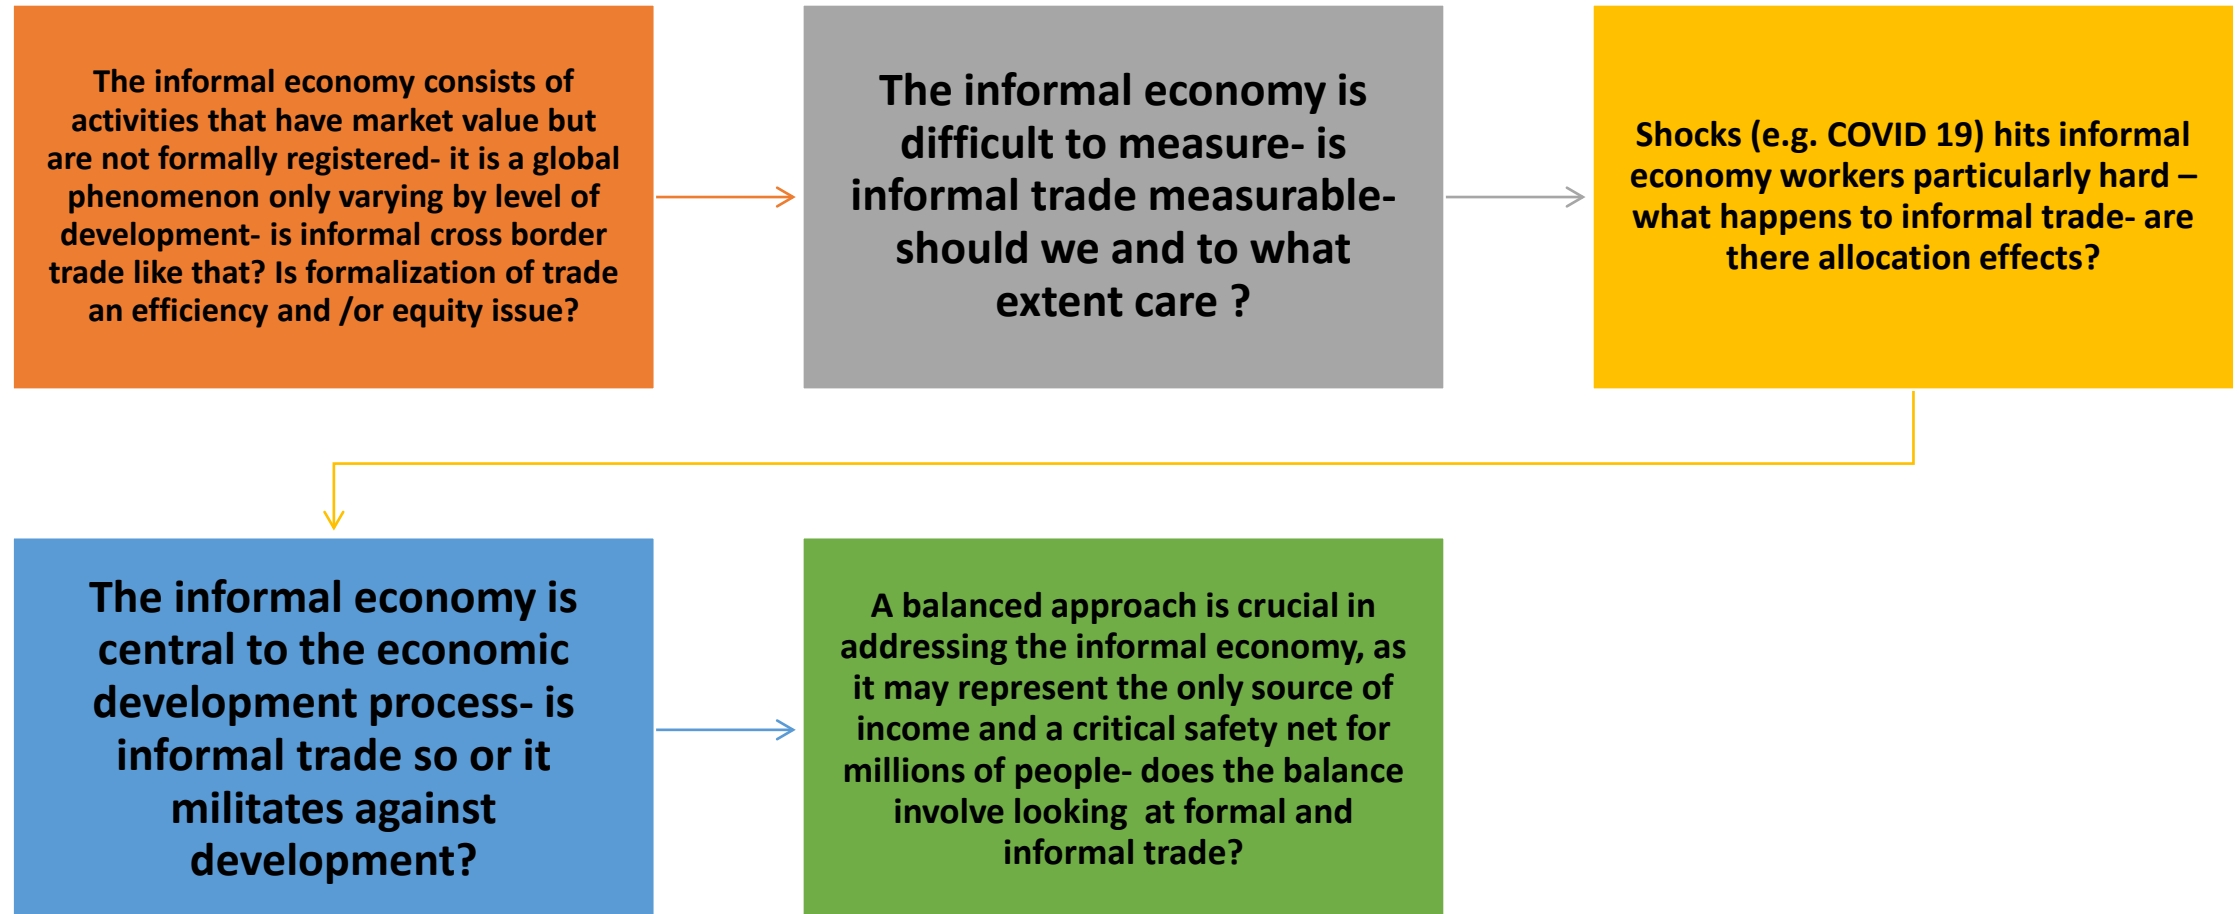 The informal economy consists of
activities that have market value but
are not formally registered- it is a global
phenomenon only varying by level of
development- is informal cross border
trade like that? Is formalization of trade
an efficiency and /or equity issue?
The informal economy is
difficult to measure- is
informal trade measurable-
should we and to what
extent care ?
Shocks (e.g. COVID 19) hits informal
economy workers particularly hard –
what happens to informal trade- are
there allocation effects?
The informal economy is
central to the economic
development process- is
informal trade so or it
militates against
development?
A balanced approach is crucial in
addressing the informal economy, as
it may represent the only source of
income and a critical safety net for
millions of people- does the balance
involve looking  at formal and
informal trade?